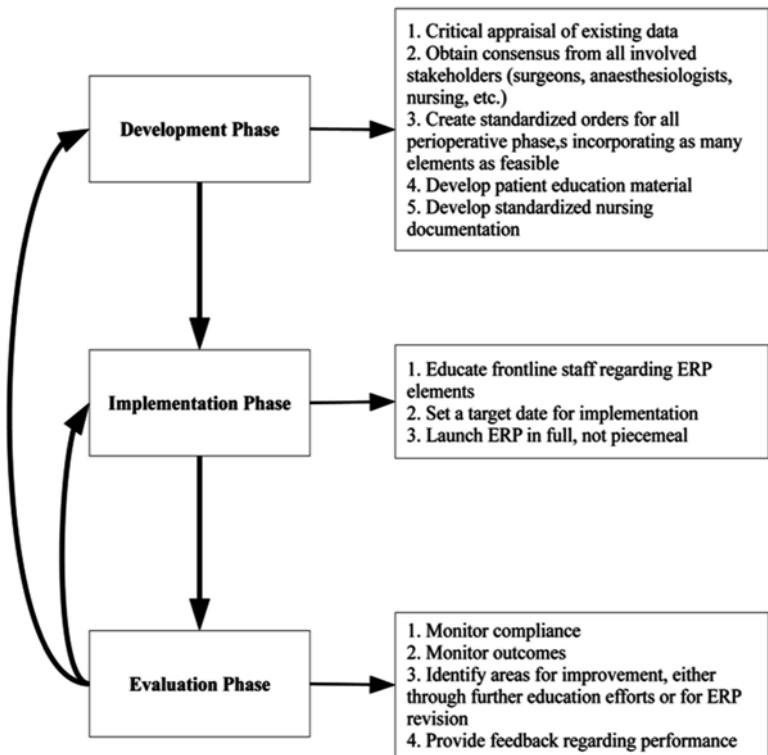 Development Phase
1. Critical appraisal of existing data
2. Obtain consensus from all involved
stakeholders (surgeons, anaesthesiologists,
nursing, etc.)
3. Create standardized orders for all
perioperative phase,s incorporating as many
elements as feasible
4. Develop patient education material
5. Develop standardized nursing
documentation
Implementation Phase
1. Educate frontline staff regarding ERP
elements
2. Set a target date for implementation
3. Launch ERP in full, not piecemeal
Evaluation Phase
1. Monitor compliance
2. Monitor outcomes
3. Identify areas for improvement, either
through further education efforts or for ERP
revision
4. Provide feedback regarding performance